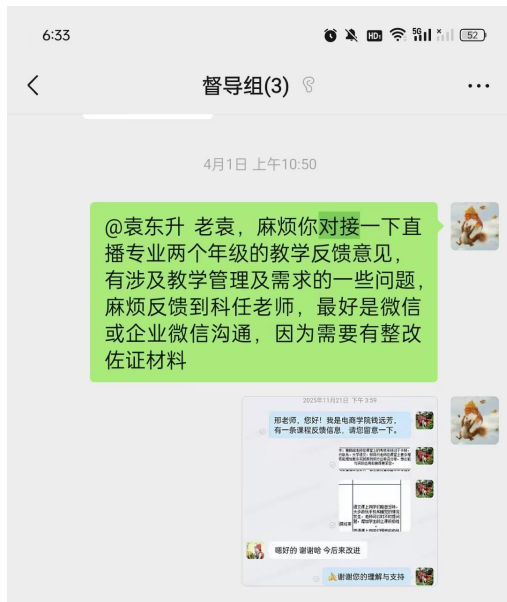 6:33
HD1
5G
52
督导组(3)
4月1日 上午10:50
@袁东升 老袁，麻烦你对接一下直
播专业两个年级的教学反馈意见，
有涉及教学管理及需求的一些问题，
麻烦反馈到科任老师，最好是微信
或企业微信沟通，因为需要有整改
佐证材料
2025年11月21日 下午 3:59
邢老师，您好！我是电商学院钱远芳，
有一条课程反馈信息，请您留意一下。
嗯好的 谢谢哈 今后来改进
谢谢您的理解与支持